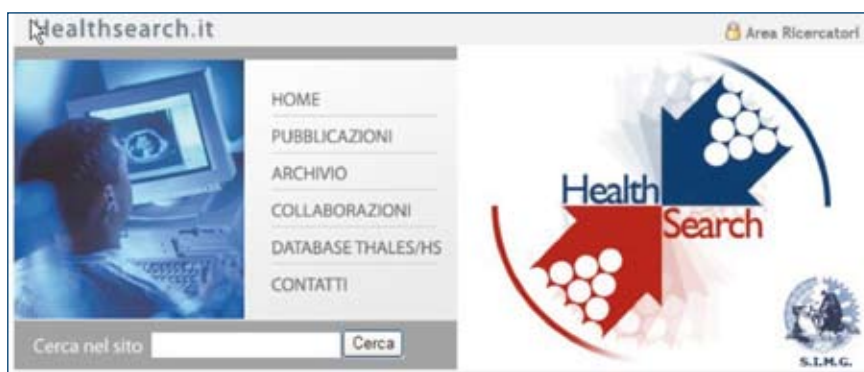 Healthsearch.it
Area Ricercatori
HOME
PUBBLICAZIONI
ARCHIVIO
COLLABORAZIONI
DATABASE THALES/HS
CONTATTI
Cerca nel sito
Cerca
Health
Search
S.I.M.G.